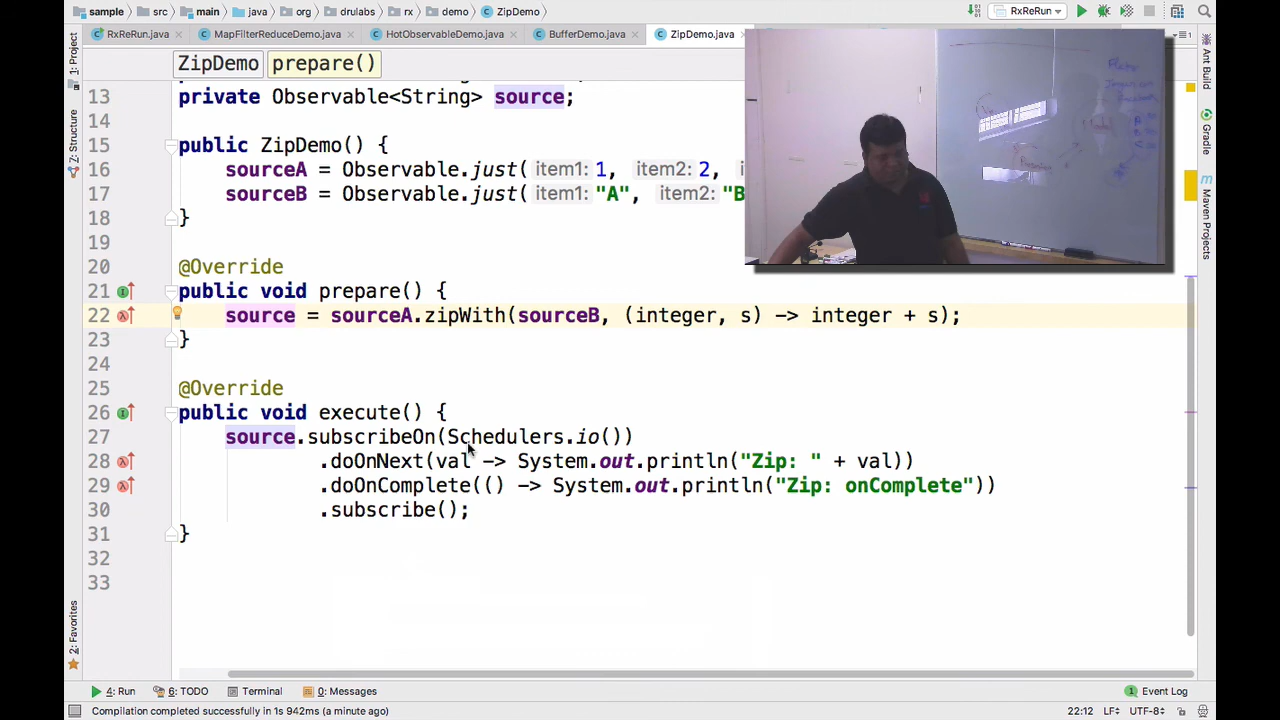 sample src main java org drulabs rx demo ZipDemo RxReRun
RxReRun.java MapFilterReduceDemo.java HotObservableDemo.java BufferDemo.java ZipDemo.java
ZipDemo prepare()
13 private Observable<String> source;
14
15 public ZipDemo() {
16 sourceA = Observable.just( item1: 1, item2: 2,
17 sourceB = Observable.just( item1: "A", item2: "B
18 }
19
20 @Override
21 public void prepare() {
22 source = sourceA.zipWith(sourceB, (integer, s) -> integer + s);
23 }
24
25 @Override
26 public void execute() {
27 source.subscribeOn(Schedulers.io())
28 .doOnNext(val -> System.out.println("Zip: " + val))
29 .doOnComplete(() -> System.out.println("Zip: onComplete"))
30 .subscribe();
31 }
32
33
1: Project
Z: Structure
2: Favorites
Ant Build
Gradle
Maven Projects
4: Run 6: TODO Terminal 0: Messages 1 Event Log
Compilation completed successfully in 1s 942ms (a minute ago) 22:12 LF UTF-8